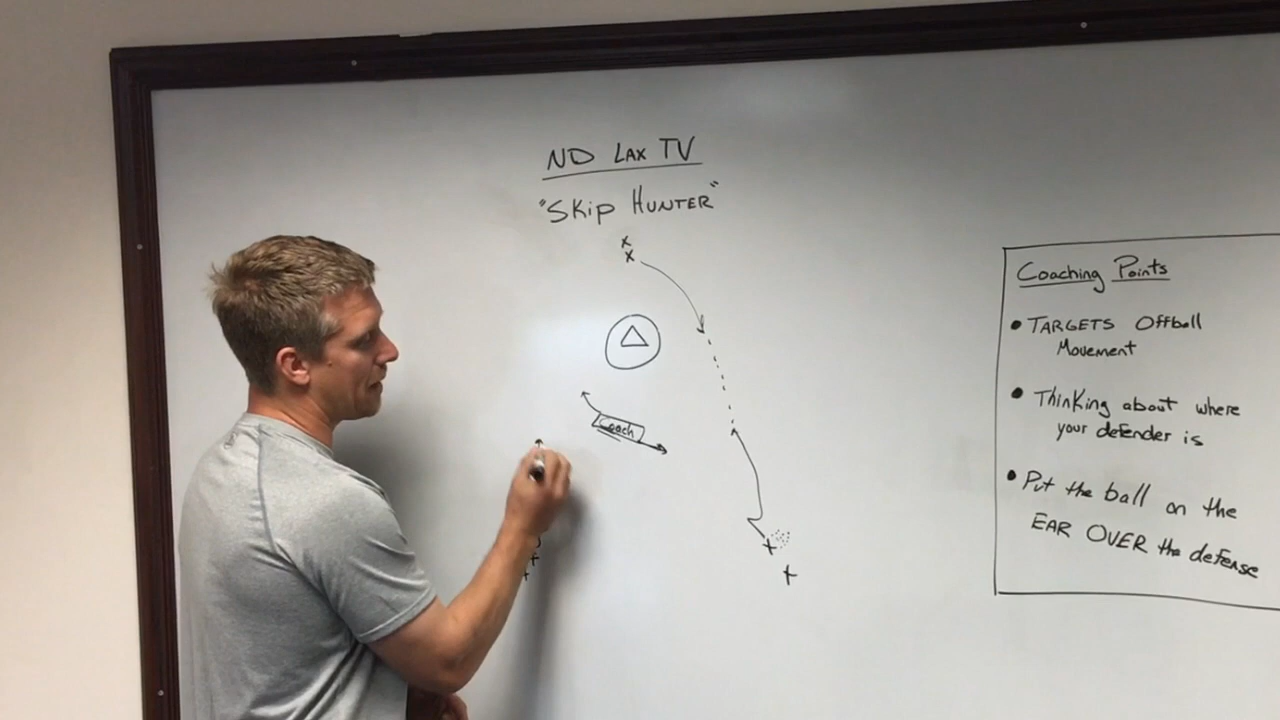 ND LAX TV
"SKIP HUNTER"
Coach
Coaching Points
• TARGETS Offball
Movement
• Thinking about where
your defender is
• Put the ball on the
EAR OVER the defense